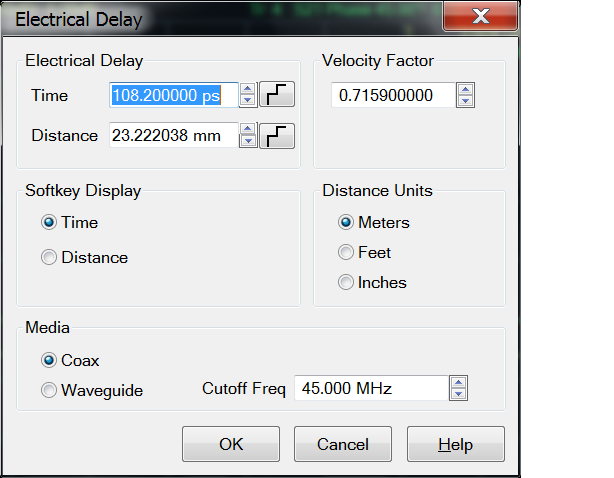 Electrical Delay
Electrical Delay
Time 108.200000 ps
Distance 23.222038 mm
Velocity Factor
0.715900000
Softkey Display
Time
Distance
Distance Units
Meters
Feet
Inches
Media
Coax
Waveguide
Cutoff Freq 45.000 MHz
OK Cancel Help